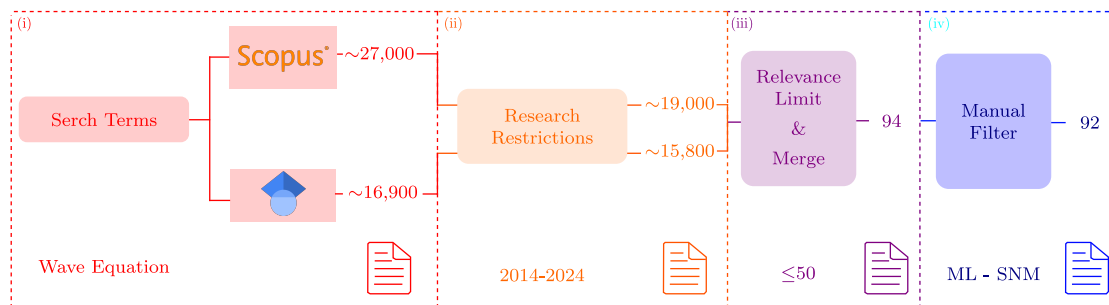 (i)
Serch Terms
Scopus®
~27,000
~16,900
Wave Equation
(ii)
Research
Restrictions
~19,000
~15,800
2014-2024
(iii)
Relevance
Limit
&
Merge
94
≤50
(iv)
Manual
Filter
92
ML - SNM